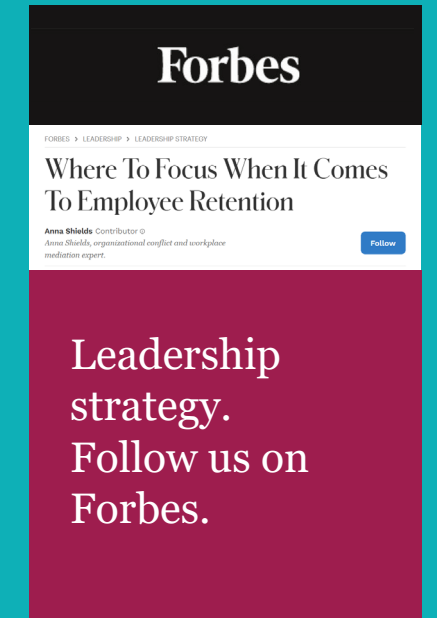 Forbes
FORBES > LEADERSHIP > LEADERSHIP STRATEGY
Where To Focus When It Comes
To Employee Retention
Anna Shields Contributor
Anna Shields, organizational conflict and workplace
mediation expert.
Follow
Leadership
strategy.
Follow us on
Forbes.